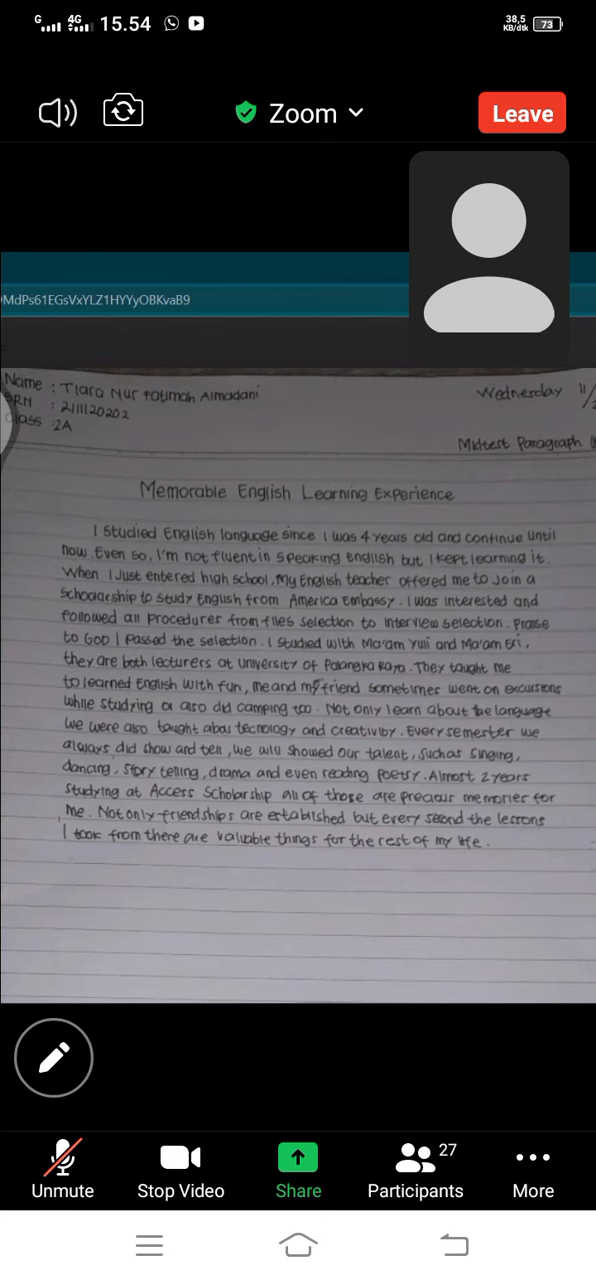 G 4G 15.54 38,5 KB/dtk 73
Zoom Leave
MdPs61EGsVxYLZ1HYYyOBKvaB9
Name : Tiara Nur Fatimah Almadani Wednesday 11/
SRN : 2111120202
Class : 2A
Midtest Paragraph
Memorable English Learning Experience
I studied English language since I was 4 years old and continue until
now. Even so, I'm not fluent in speaking english but I kept learning it.
When I Just entered high school, my English teacher offered me to Join a
Schoolarship to study English from America Embassy. I was interested and
followed all procedures from files selection to interview selection. Praise
to God I passed the selection. I studied with Ma'am Yuli and Ma'am Eri,
they are both lecturers at University of Palangka Raya. They taught me
to learned English with fun, me and my friend sometimes went on excursions
while studying or also did camping too. Not only learn about the language
we were also taught about tecnology and creativity. Every semerter we
always did show and tell, we will showed our talent, such as singing,
dancing, story telling, drama and even reading poetry. Almost 2 years
studying at Access Scholarship all of those are precious memories for
me. Not only friendships are established but every second the lessons
I took from there are valuable things for the rest of my life.
27
Unmute Stop Video Share Participants More